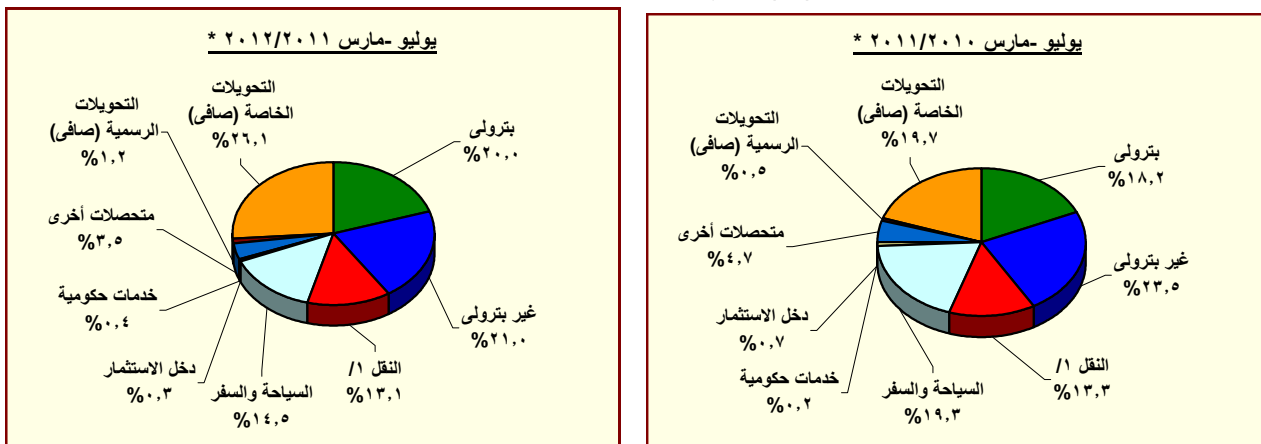 يوليو -مارس ٢٠١١/٢٠١٠ *
التحويلات
الخاصة (صافى)
%١٩,٧
التحويلات
الرسمية (صافى)
%٠,٥
متحصلات أخرى
%٤,٧
دخل الاستثمار
%٠,٧
خدمات حكومية
%٠,٢
السياحة والسفر
%١٩,٣
النقل ١/
%١٣,٣
غير بترولى
%٢٣,٥
بترولى
%١٨,٢
يوليو -مارس ٢٠١٢/٢٠١١ *
التحويلات
الخاصة (صافى)
%٢٦,١
التحويلات
الرسمية (صافى)
%١,٢
متحصلات أخرى
%٣,٥
خدمات حكومية
%٠,٤
دخل الاستثمار
%٠,٣
السياحة والسفر
%١٤,٥
النقل ١/
%١٣,١
غير بترولى
%٢١,٠
بترولى
%٢٠,٠